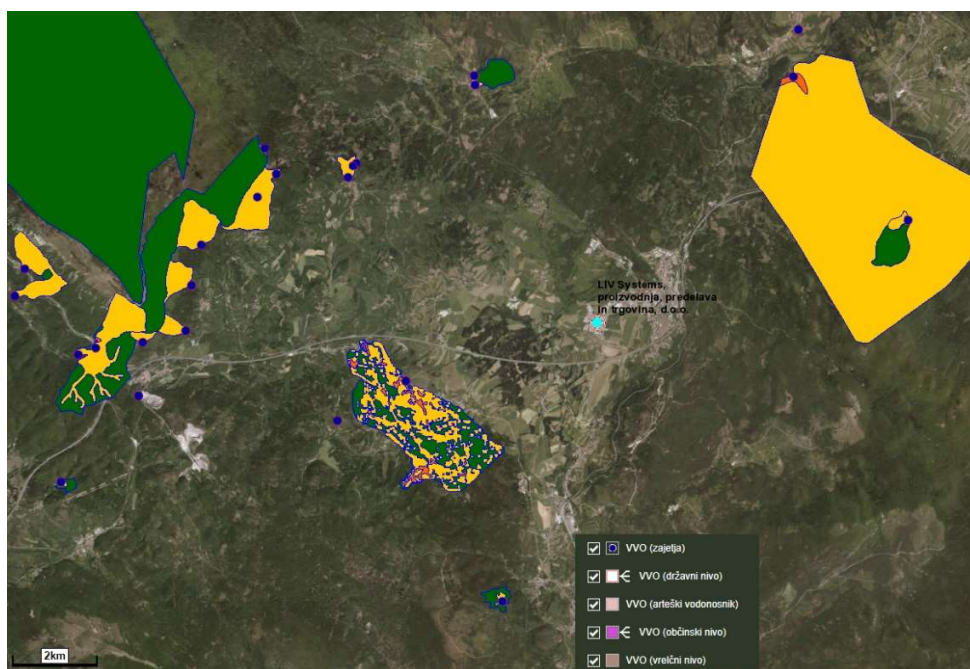 LIV Systems,
proizvodnja, predelava
in trgovina, d.o.o.
VVO (zajetja)
VVO (državni nivo)
VVO (arteški vodonosnik)
VVO (občinski nivo)
VVO (vrelčni nivo)
2km